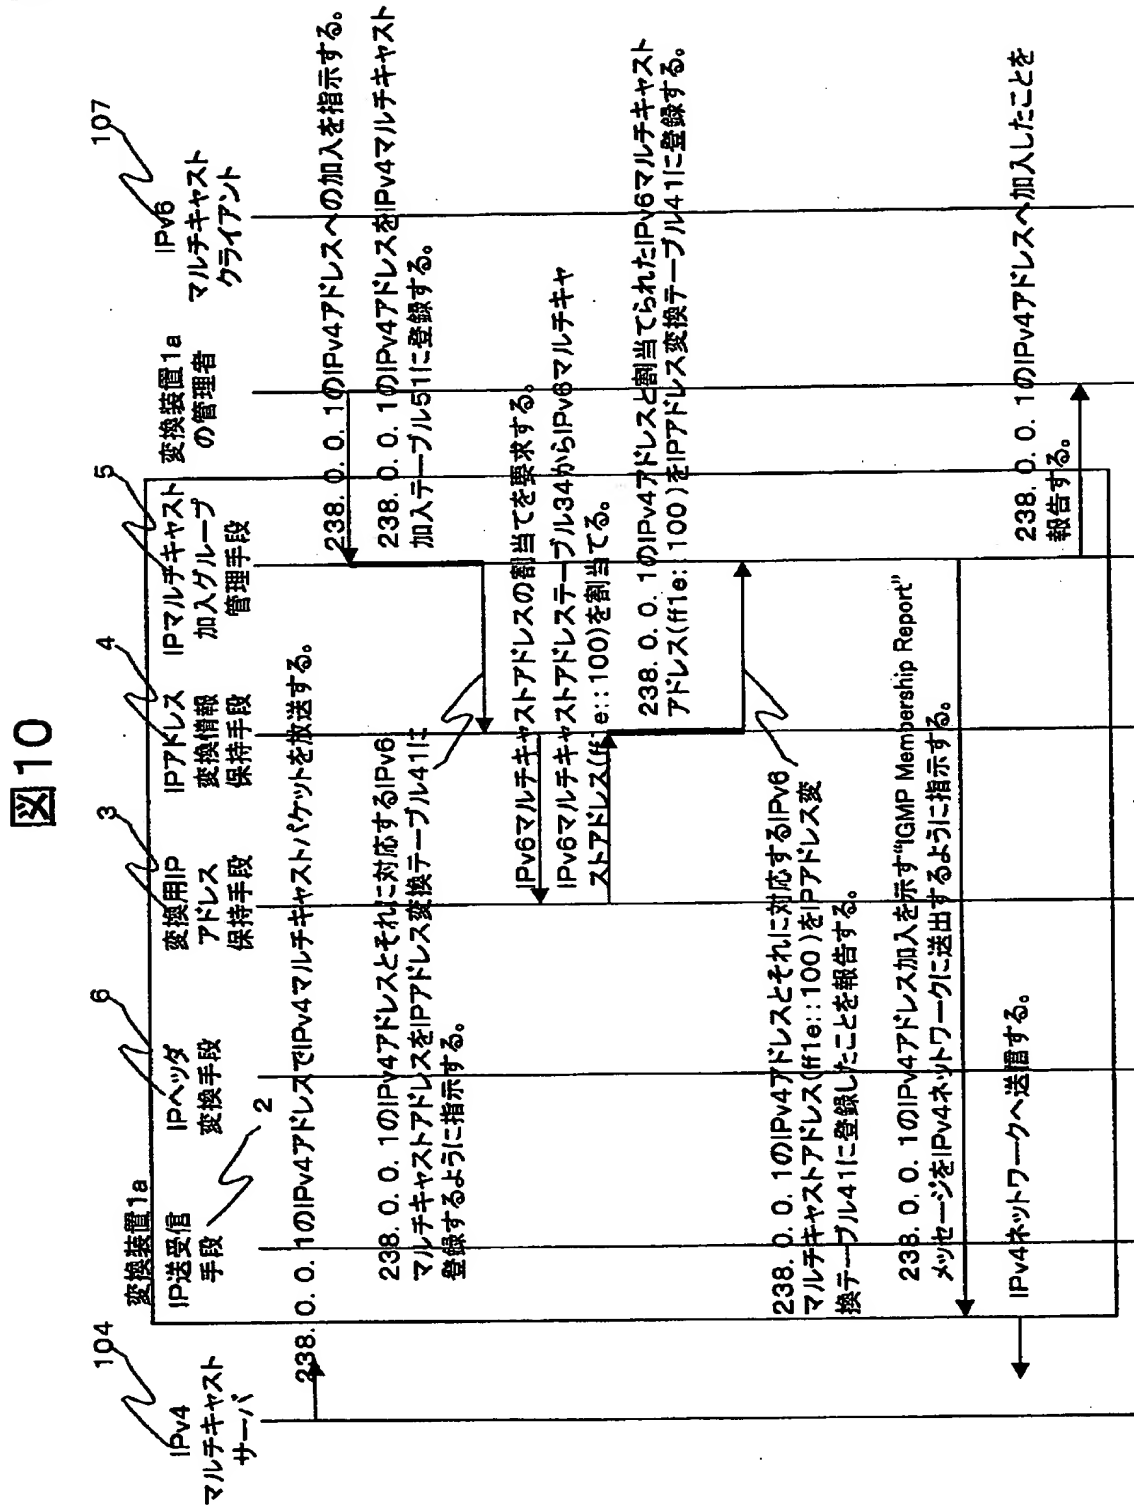 図10
104
IPv4
マルチキャスト
サーバ
変換装置1a
IP送受信
手段
2
IPヘッダ
変換手段
6
変換用IP
アドレス
保持手段
3
IPアドレス
変換情報
保持手段
4
IPマルチキャスト
加入グループ
管理手段
5
変換装置1a
の管理者
IPv6
マルチキャスト
クライアント
107
238. 0. 0. 1のIPv4アドレスでIPv4マルチキャストパケットを放送する。
238. 0. 0. 1のIPv4アドレスへの加入を指示する。
238. 0. 0. 1のIPv4アドレスをIPv4マルチキャスト
加入テーブル51に登録する。
238. 0. 0. 1のIPv4アドレスとそれに対応するIPv6
マルチキャストアドレスをIPアドレス変換テーブル41に
登録するように指示する。
IPv6マルチキャストアドレスの割当てを要求する。
IPv6マルチキャストアドレステーブル34からIPv6マルチキャ
ストアドレス(ff1e::100)を割当てる。
238. 0. 0. 1のIPv4アドレスと割当てられたIPv6マルチキャスト
アドレス(ff1e::100)をIPアドレス変換テーブル41に登録する。
238. 0. 0. 1のIPv4アドレスとそれに対応するIPv6
マルチキャストアドレス(ff1e::100)をIPアドレス変
換テーブル41に登録したことを報告する。
238. 0. 0. 1のIPv4アドレス加入を示す"IGMP Membership Report"
メッセージをIPv4ネットワークに送出するように指示する。
IPv4ネットワークへ送信する。
238. 0. 0. 1のIPv4アドレスへ加入したことを
報告する。